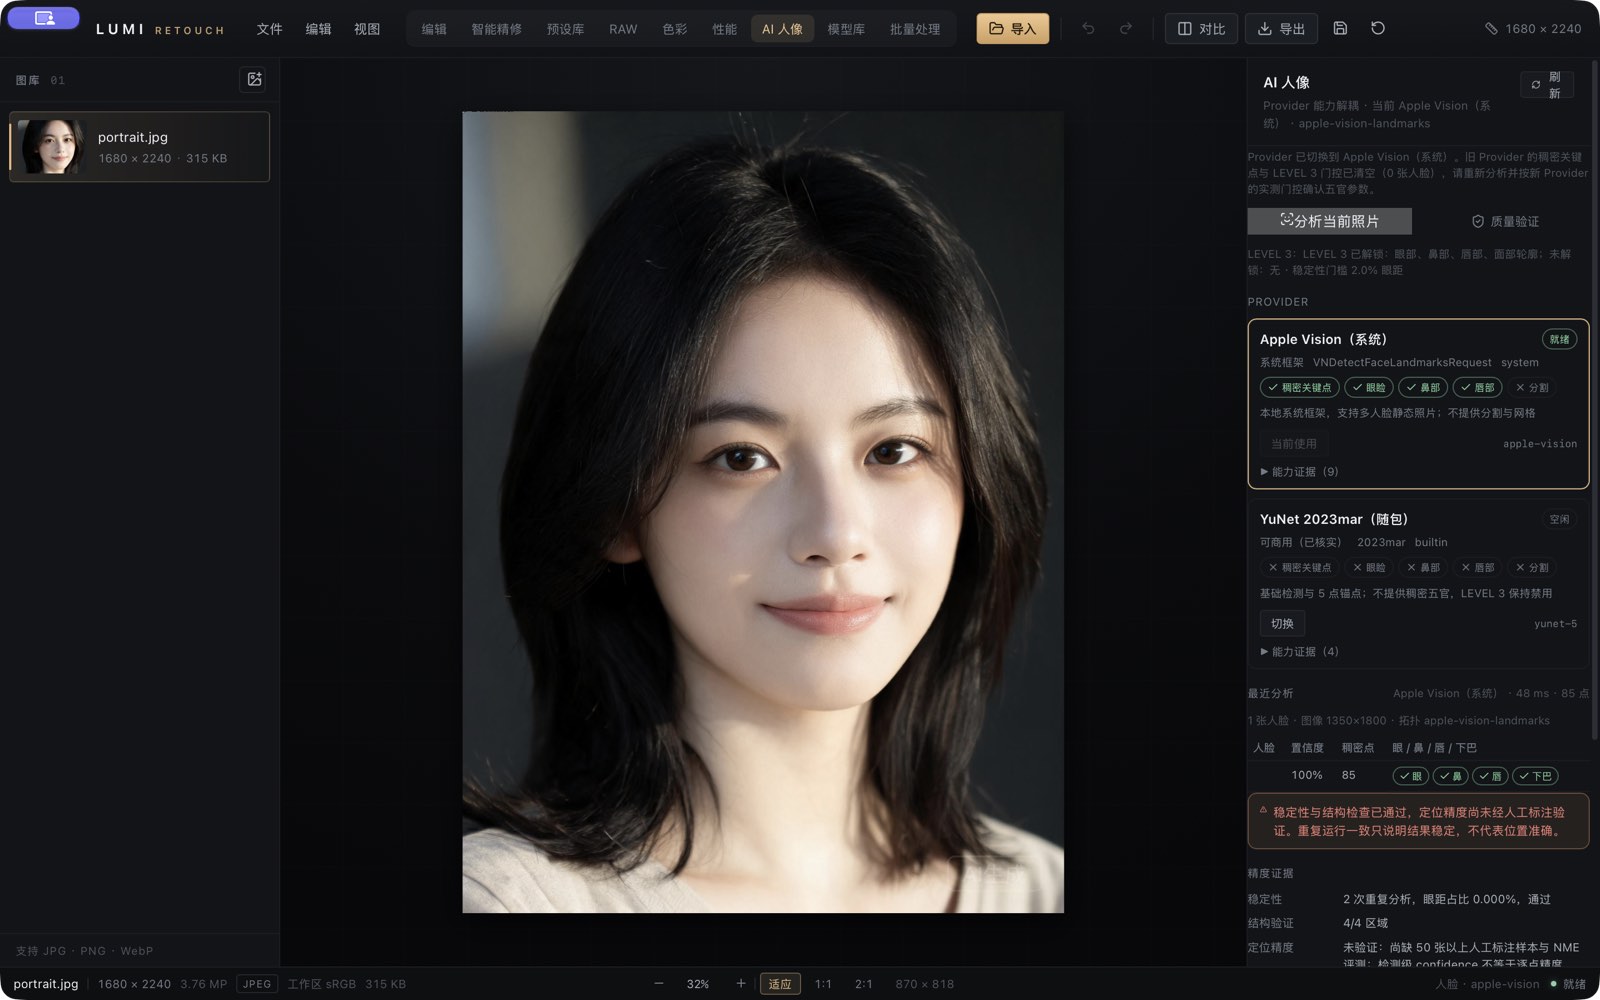 LUMI RETOUCH
文件 编辑 视图
编辑 智能精修 预设库 RAW 色彩 性能 AI 人像 模型库 批量处理
导入
对比 导出
1680 × 2240
图库 01
portrait.jpg
1680 × 2240 · 315 KB
支持 JPG · PNG · WebP
AI 人像
刷新
Provider 能力解耦 · 当前 Apple Vision（系
统） · apple-vision-landmarks
Provider 已切换到 Apple Vision（系统）。旧 Provider 的稠密关键
点与 LEVEL 3 门控已清空（0 张人脸），请重新分析并按新 Provider
的实测门控确认五官参数。
分析当前照片 质量验证
LEVEL 3：LEVEL 3 已解锁：眼部、鼻部、唇部、面部轮廓；未解
锁：无 · 稳定性门槛 2.0% 眼距
PROVIDER
Apple Vision（系统） 就绪
系统框架 VNDetectFaceLandmarksRequest system
✓ 稠密关键点 ✓ 眼睑 ✓ 鼻部 ✓ 唇部 × 分割
本地系统框架，支持多人脸静态照片；不提供分割与网格
当前使用 apple-vision
▶ 能力证据（9）
YuNet 2023mar（随包） 空闲
可商用（已核实） 2023mar builtin
× 稠密关键点 × 眼睑 × 鼻部 × 唇部 × 分割
基础检测与 5 点锚点；不提供稠密五官，LEVEL 3 保持禁用
切换 yunet-5
▶ 能力证据（4）
最近分析 Apple Vision（系统） · 48 ms · 85 点
1 张人脸 · 图像 1350×1800 · 拓扑 apple-vision-landmarks
人脸 置信度 稠密点 眼 / 鼻 / 唇 / 下巴
100% 85 ✓ 眼 ✓ 鼻 ✓ 唇 ✓ 下巴
稳定性与结构检查已通过，定位精度尚未经人工标注验
证。重复运行一致只说明结果稳定，不代表位置准确。
精度证据
稳定性 2 次重复分析，眼距占比 0.000%，通过
结构验证 4/4 区域
定位精度 未验证：尚缺 50 张以上人工标注样本与 NME
评测；检测级 confidence 不等于逐点精度
portrait.jpg 1680 × 2240 3.76 MP JPEG 工作区 sRGB 315 KB
− 32% + 适应 1:1 2:1 870 × 818
人脸 · apple-vision 就绪